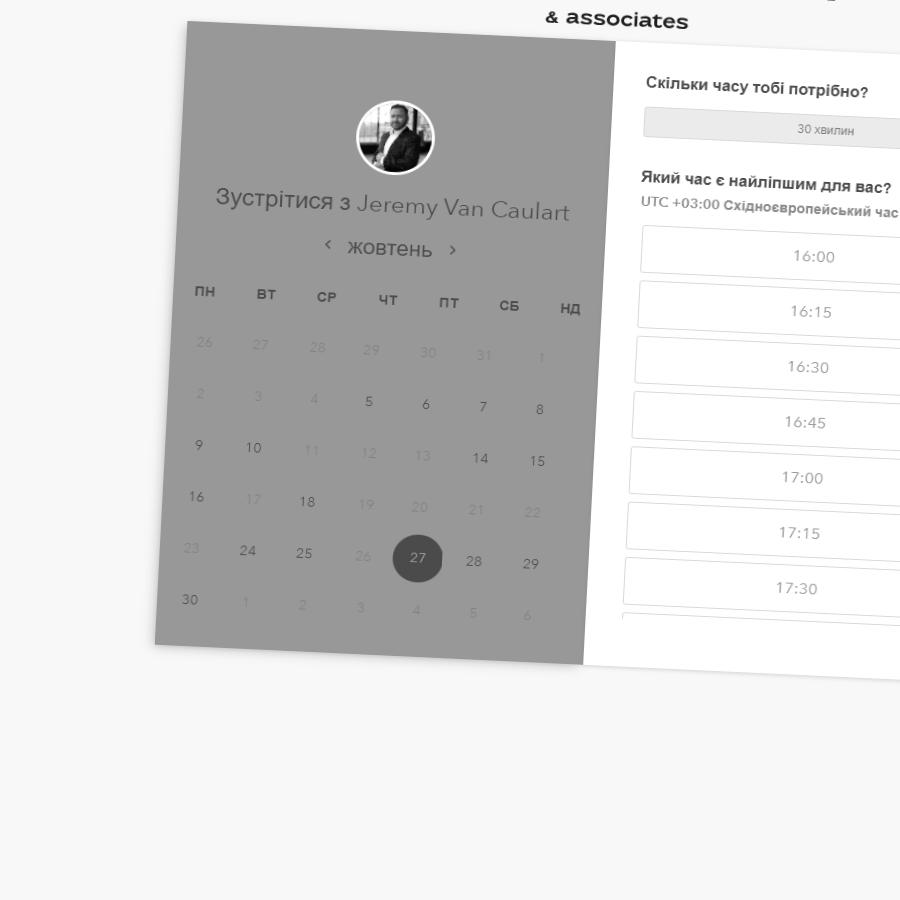 & associates
Зустрітися з Jeremy Van Caulart
жовтень
ПН ВТ СР ЧТ ПТ СБ НД
26 27 28 29 30 31 1
2 3 4 5 6 7 8
9 10 11 12 13 14 15
16 17 18 19 20 21 22
23 24 25 26 27 28 29
30 1 2 3 4 5 6
Скільки часу тобі потрібно?
30 хвилин
Який час є найліпшим для вас?
UTC +03:00 Східноєвропейський час
16:00
16:15
16:30
16:45
17:00
17:15
17:30